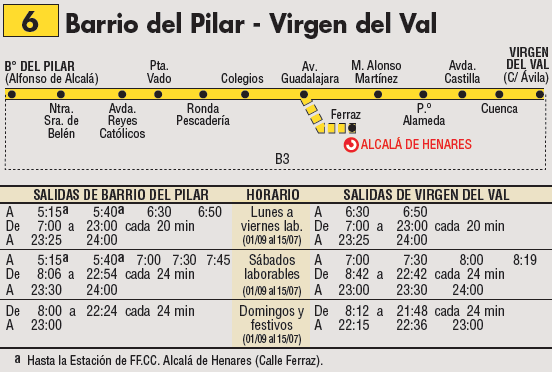 6 Barrio del Pilar - Virgen del Val
Bº DEL PILAR
(Alfonso de Alcalá)
Pta.
Vado
Colegios
Av.
Guadalajara
M. Alonso
Martínez
Avda.
Castilla
VIRGEN
DEL VAL
(C/ Ávila)
Ntra.
Sra. de
Belén
Avda.
Reyes
Católicos
Ronda
Pescadería
Ferraz
P.º
Alameda
Cuenca
ALCALÁ DE HENARES
B3
SALIDAS DE BARRIO DEL PILAR HORARIO SALIDAS DE VIRGEN DEL VAL
A 5:15a 5:40a 6:30 6:50 Lunes a A 6:30 6:50
De 7:00 a 23:00 cada 20 min viernes lab. De 7:00 a 23:00 cada 20 min
A 23:25 24:00 (01/09 al 15/07) A 23:25 24:00
A 5:15a 5:40a 7:00 7:30 7:45 Sábados A 7:00 7:30 8:00 8:19
De 8:06 a 22:54 cada 24 min laborables De 8:42 a 22:42 cada 24 min
A 23:30 24:00 (01/09 al 15/07) A 23:00 23:30 24:00
De 8:00 a 22:24 cada 24 min Domingos y De 8:12 a 21:48 cada 24 min
A 23:00 festivos A 22:15 22:36 23:00
(01/09 al 15/07)
a Hasta la Estación de FF.CC. Alcalá de Henares (Calle Ferraz).